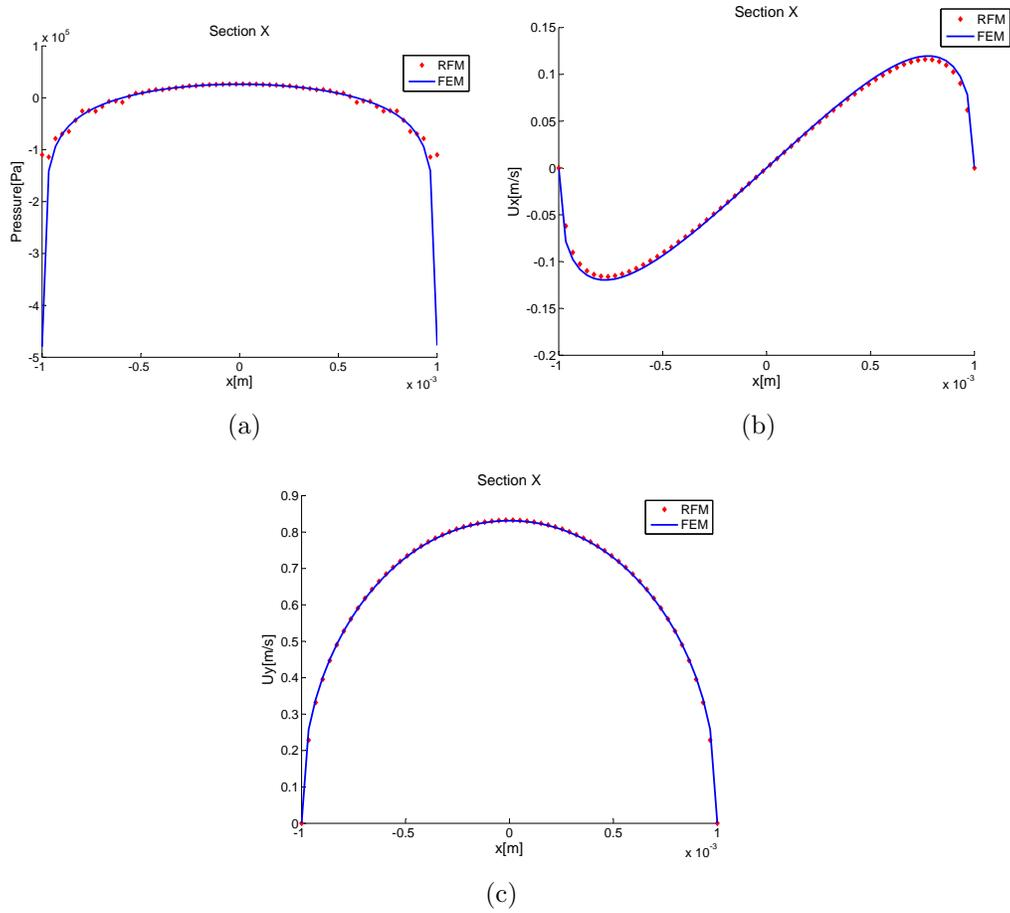 Section X
x 10^5
RFM
FEM
1
0
-1
-2
-3
-4
-5
Pressure[Pa]
-1
-0.5
0
0.5
1
x[m]
x 10^-3
(a)
Section X
RFM
FEM
0.15
0.1
0.05
0
-0.05
-0.1
-0.15
-0.2
Ux[m/s]
-1
-0.5
0
0.5
1
x[m]
x 10^-3
(b)
Section X
RFM
FEM
0.9
0.8
0.7
0.6
0.5
0.4
0.3
0.2
0.1
0
Uy[m/s]
-1
-0.5
0
0.5
1
x[m]
x 10^-3
(c)